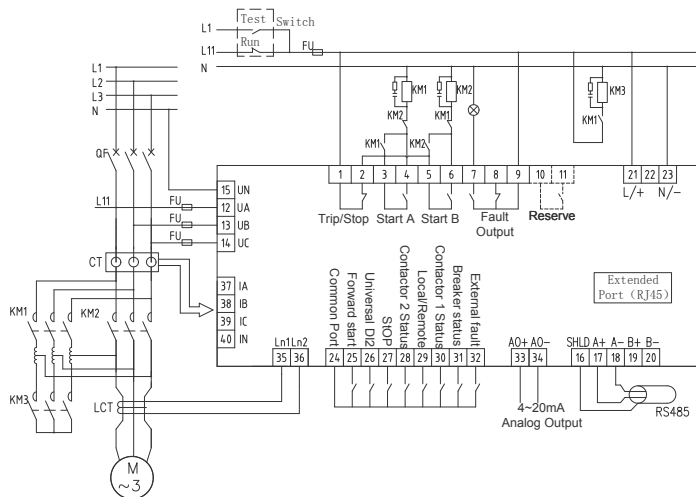 L1 Test Switch
L11 Run FU
N
L1
L2
L3
N
QF
KM1 KM2 KM3
KM2 KM1 KM1
KM1 KM2
1 2 3 4 5 6 7 8 9 10 11 21 22 23
L/+ N/-
Trip/Stop Start A Start B Fault Output Reserve
15 UN
L11 FU 12 UA
FU 13 UB
FU 14 UC
CT
37 IA
38 IB
39 IC
40 IN
Extended
Port (RJ45)
KM1 KM2
KM3
LCT
M
~3
Ln1 Ln2
35 36
Common Port
Forward start
Universal DI2
StOP
Contactor 2 Status
Local/Remote
Contactor 1 Status
Breaker status
External fault
24 25 26 27 28 29 30 31 32
AO+ AO-
33 34
4~20mA
Analog Output
SHLD A+ A- B+ B-
16 17 18 19 20
RS485